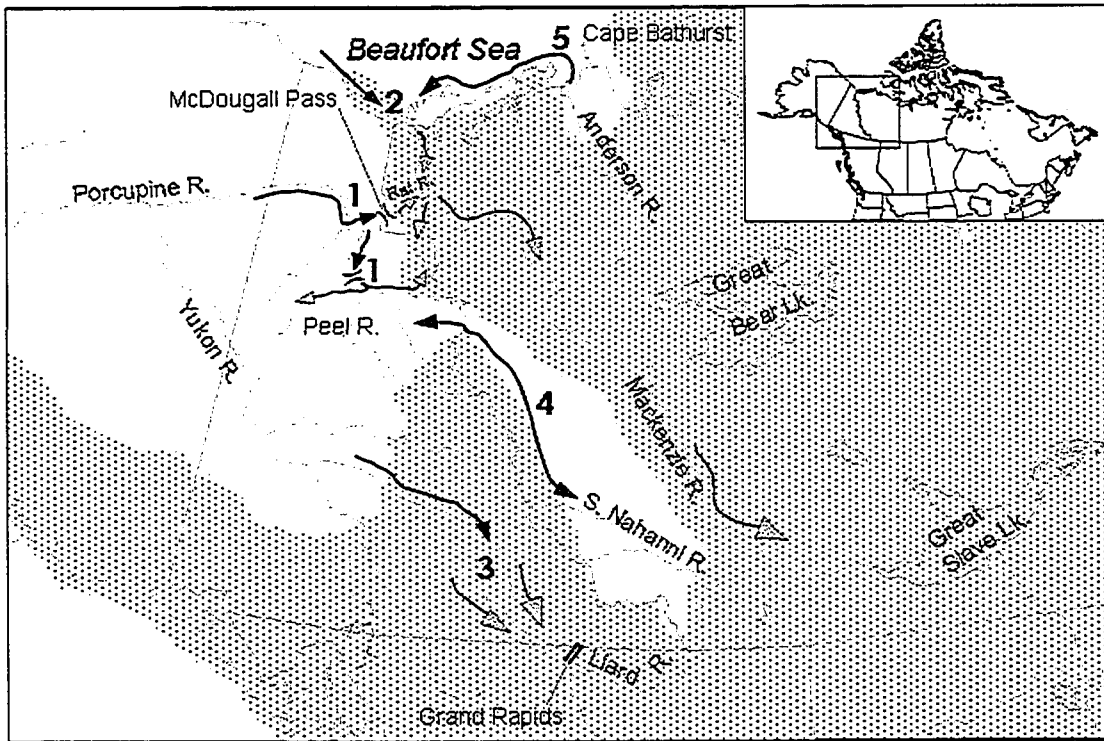 5
Cape Bathurst
Beaufort Sea
McDougall Pass
2
Anderson R.
Porcupine R.
1
Rat R.
1
Great
Bear Lk.
Peel R.
Yukon R.
4
Mackenzie R.
S. Nahanni R.
Great
Slave Lk.
3
Liard R.
Grand Rapids